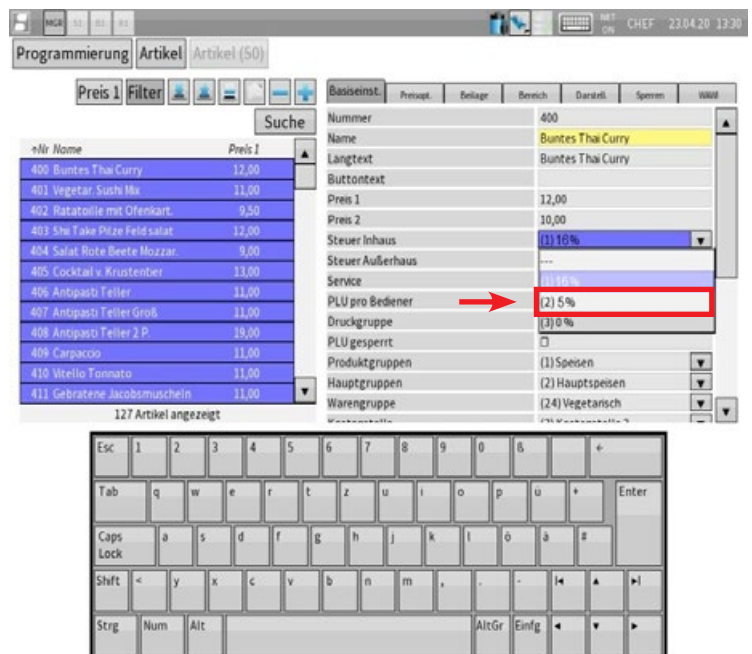 MGR S1 B1 R1 NET ON CHEF 23.04.20 13:30
Programmierung Artikel Artikel (50)
Preis 1 Filter
Suche
Nr Name Preis 1
400 Buntes Thai Curry 12,00
401 Vegetar. Sushi Mix 11,00
402 Ratatoille mit Ofenkart. 9,50
403 Shii Take Pilze Feldsalat 12,00
404 Salat Rote Beete Mozzar. 9,00
405 Cocktail v. Krustentier 13,00
406 Antipasti Teller 11,00
407 Antipasti Teller Groß 11,00
408 Antipasti Teller 2 P. 19,00
409 Carpaccio 11,00
410 Vitello Tonnato 11,00
411 Gebratene Jacobsmuscheln 11,00
127 Artikel angezeigt
Basiseinst. Preisopt. Beilage Bereich Darstell. Sperren WAWI
Nummer 400
Name Buntes Thai Curry
Langtext Buntes Thai Curry
Buttontext
Preis 1 12,00
Preis 2 10,00
Steuer Inhaus (1) 16%
Steuer Außerhaus ---
Service (1) 16%
PLU pro Bediener (2) 5%
Druckgruppe (3) 0 %
PLU gesperrt
Produktgruppen (1) Speisen
Hauptgruppen (2) Hauptspeisen
Warengruppe (24) Vegetarisch
Esc 1 2 3 4 5 6 7 8 9 0 ß
Tab q w e r t z u i o p ü + Enter
Caps Lock a s d f g h j k l ö ä #
Shift < y x c v b n m , . -
Strg Num Alt AltGr Einfg